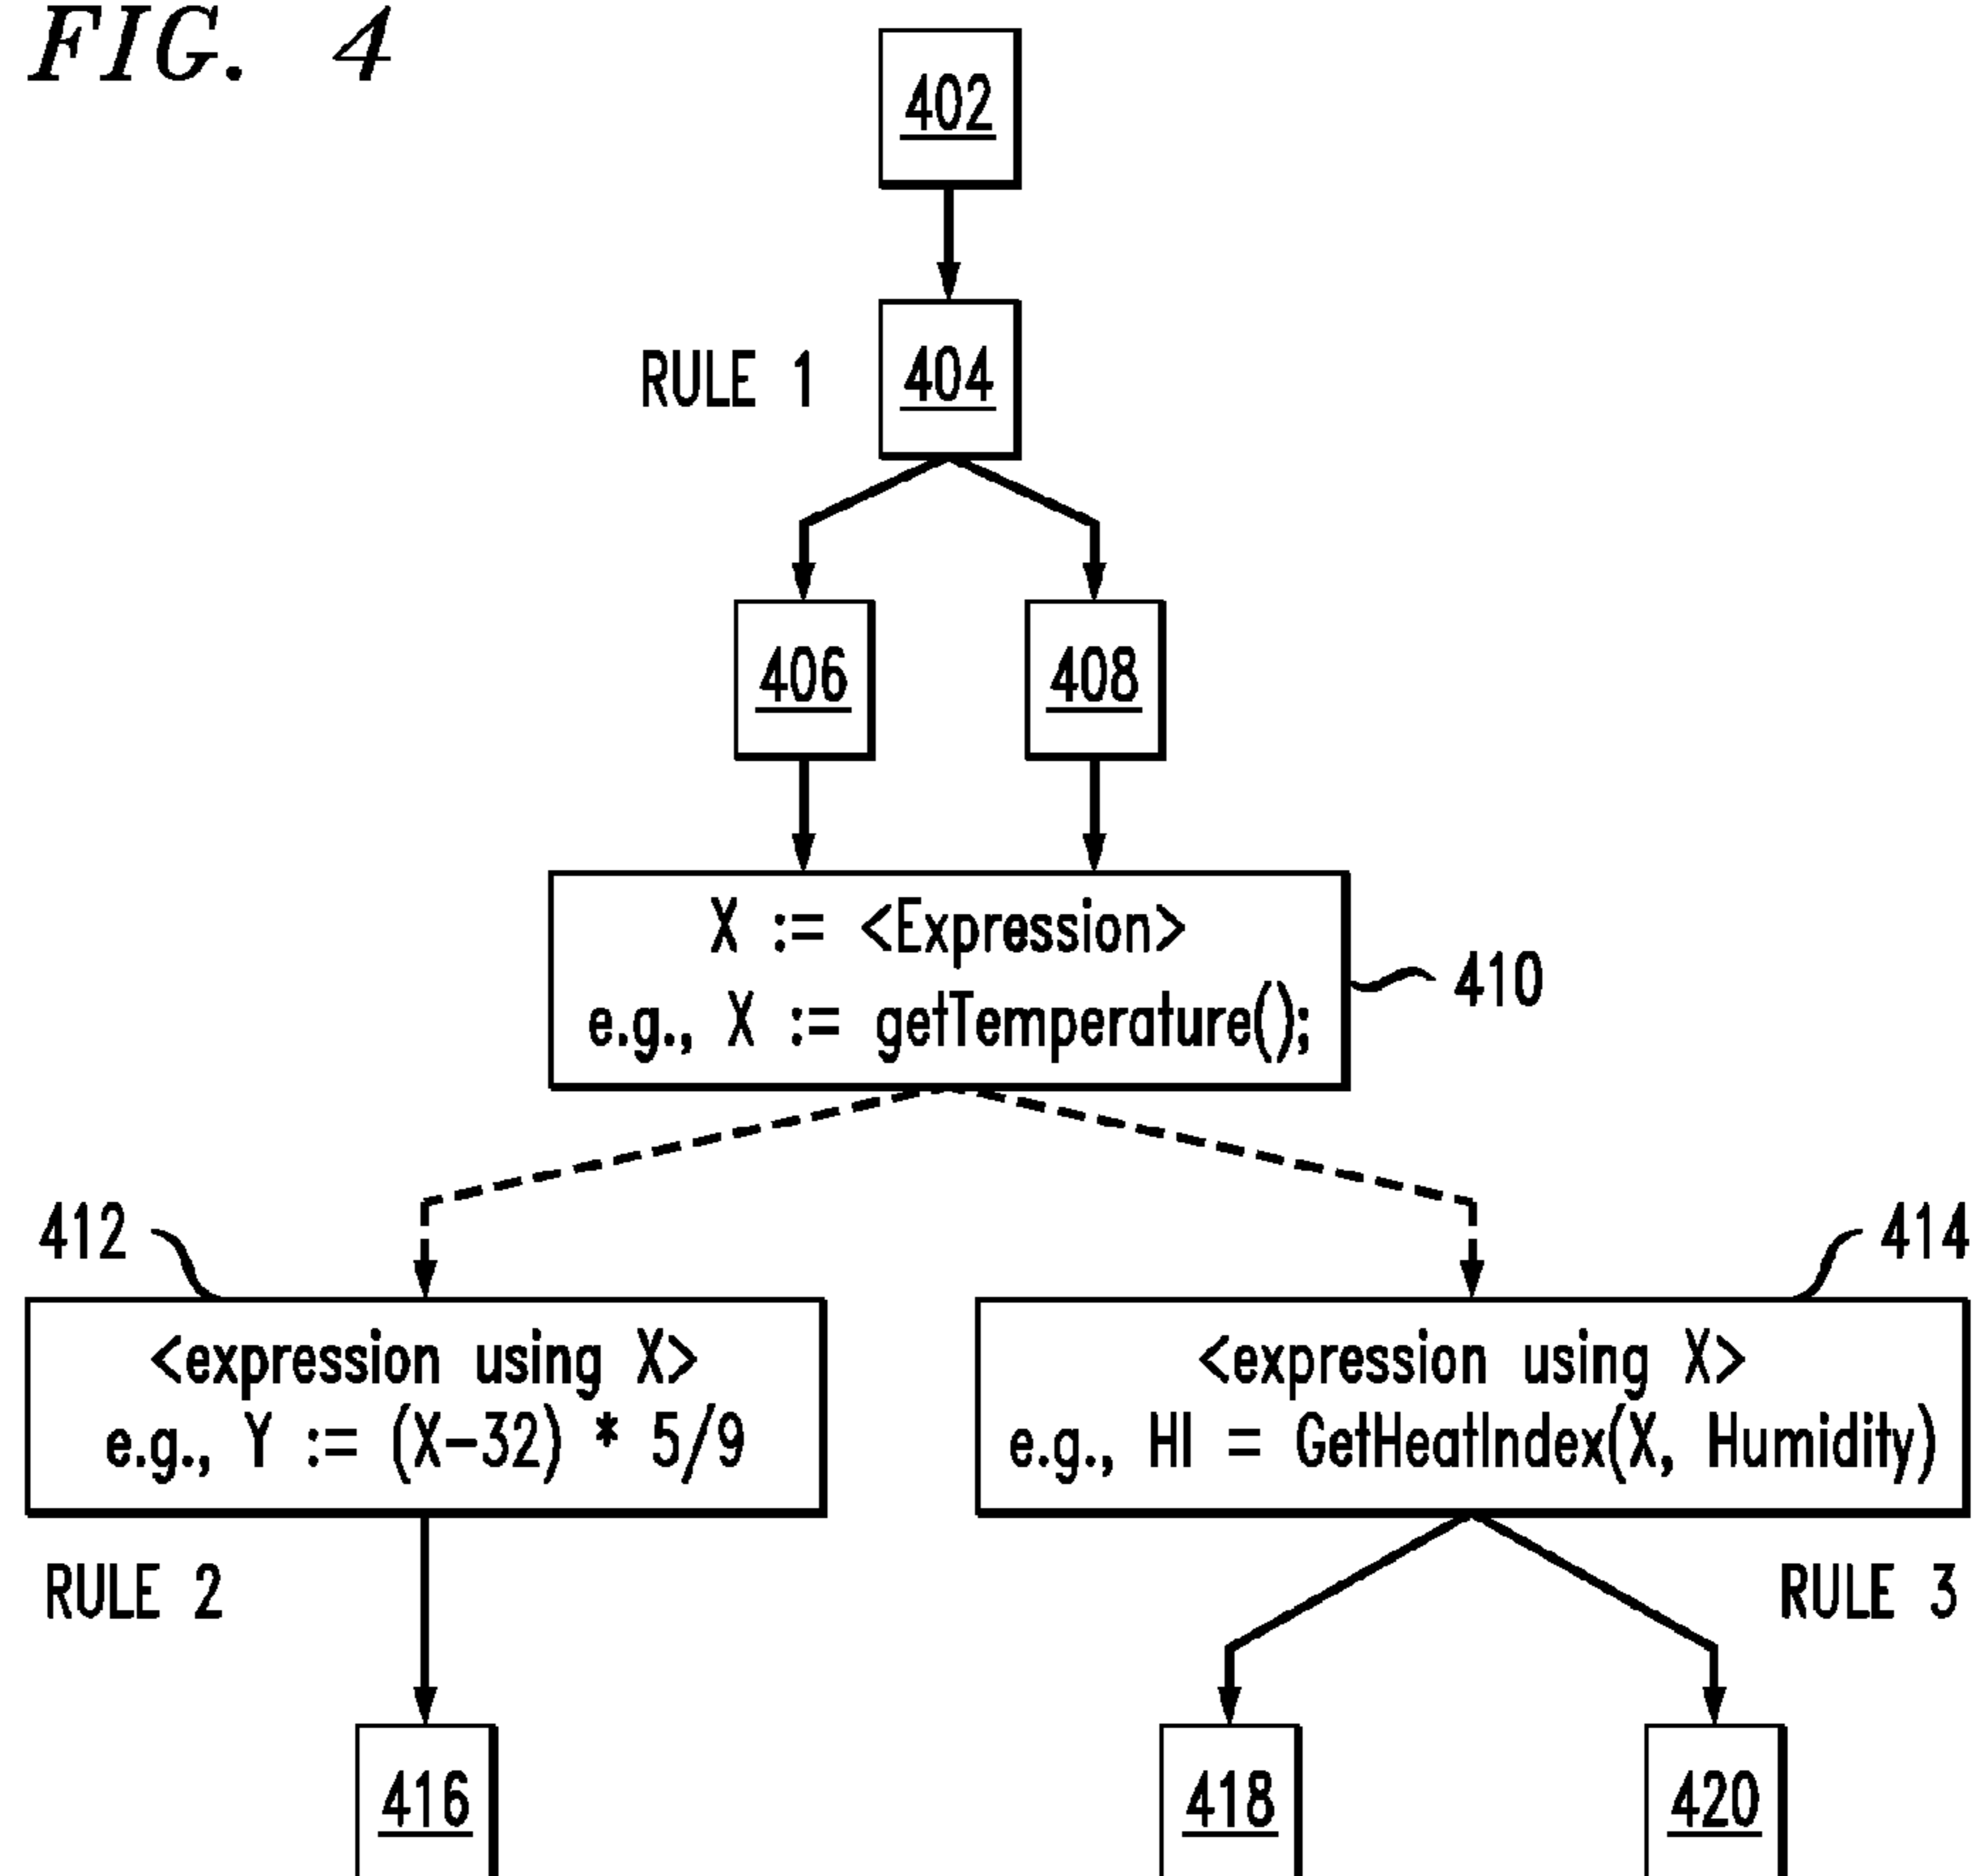 FIG. 4
402
RULE 1
404
406
408
X := <Expression>
e.g., X := getTemperature();
410
412
414
<expression using X>
e.g., Y := (X-32) * 5/9
<expression using X>
e.g., HI = GetHeatIndex(X, Humidity)
RULE 2
RULE 3
416
418
420